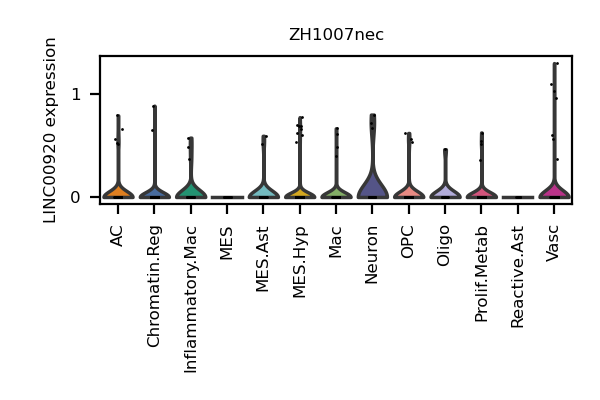 ZH1007nec
LINC00920 expression
1
0
AC
Chromatin.Reg
Inflammatory.Mac
MES
MES.Ast
MES.Hyp
Mac
Neuron
OPC
Oligo
Prolif.Metab
Reactive.Ast
Vasc